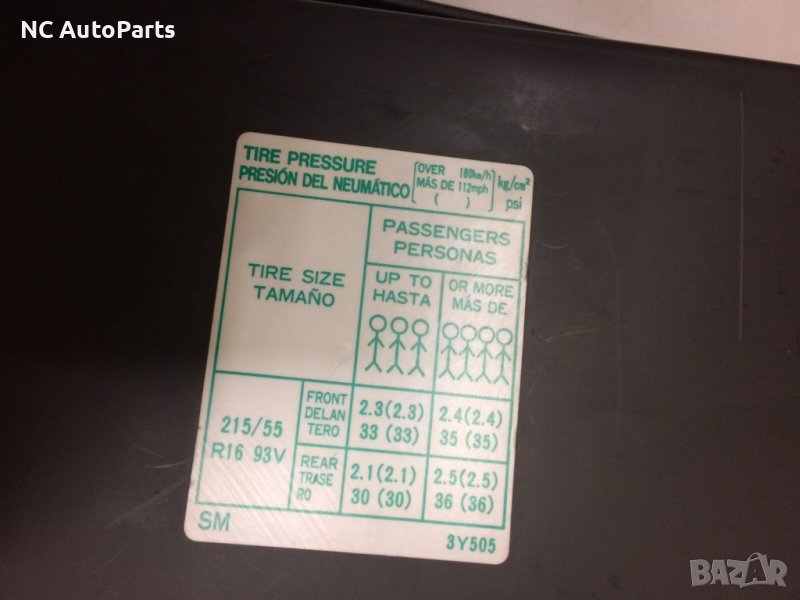 NC AutoParts
TIRE PRESSURE
PRESIÓN DEL NEUMÁTICO
OVER 180km/h
MÁS DE 112mph
( )
kg/cm²
psi
TIRE SIZE
TAMAÑO
PASSENGERS
PERSONAS
UP TO
HASTA
OR MORE
MÁS DE
215/55
R16 93V
FRONT
DELAN
TERO
2.3(2.3)
33 (33)
2.4(2.4)
35 (35)
REAR
TRASE
RO
2.1(2.1)
30 (30)
2.5(2.5)
36 (36)
SM
3Y505
BAZAR